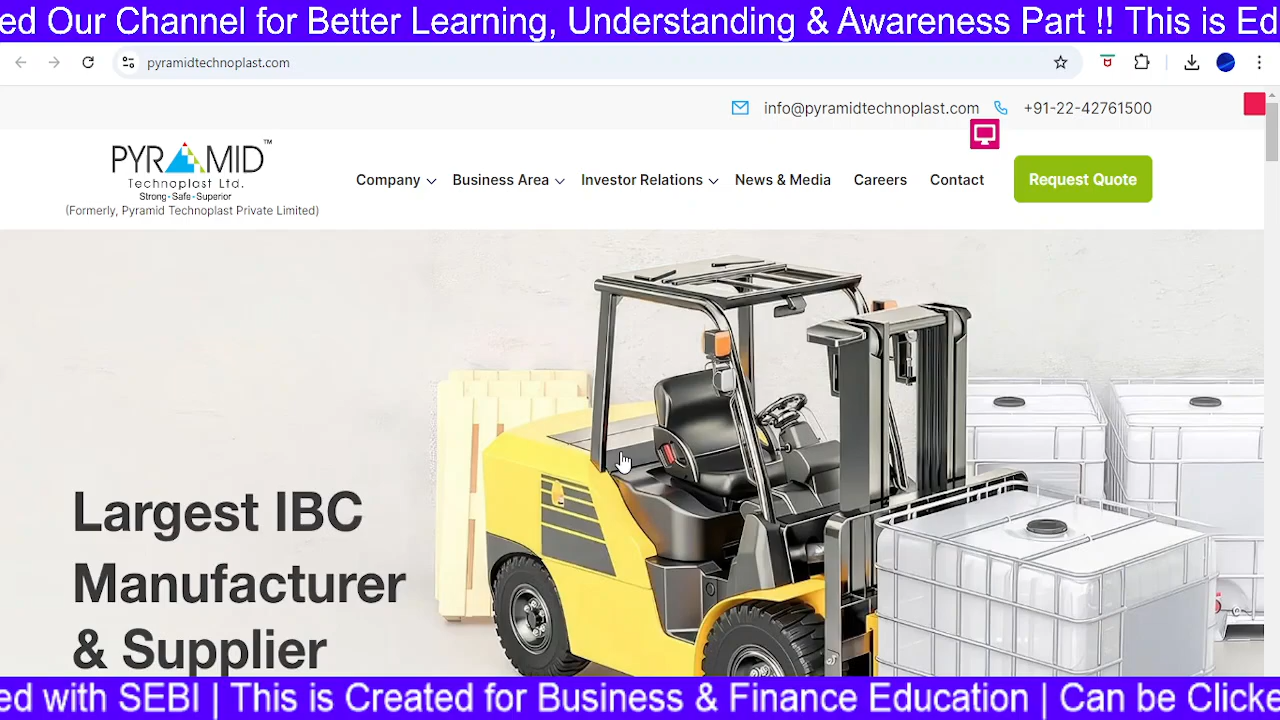 ed Our Channel for Better Learning, Understanding & Awareness Part !! This is Ed
pyramidtechnoplast.com
info@pyramidtechnoplast.com +91-22-42761500
PYRAMID™
Technoplast Ltd.
Strong-Safe-Superior
(Formerly, Pyramid Technoplast Private Limited)
Company Business Area Investor Relations News & Media Careers Contact Request Quote
Largest IBC
Manufacturer
& Supplier
ed with SEBI | This is Created for Business & Finance Education | Can be Clicke